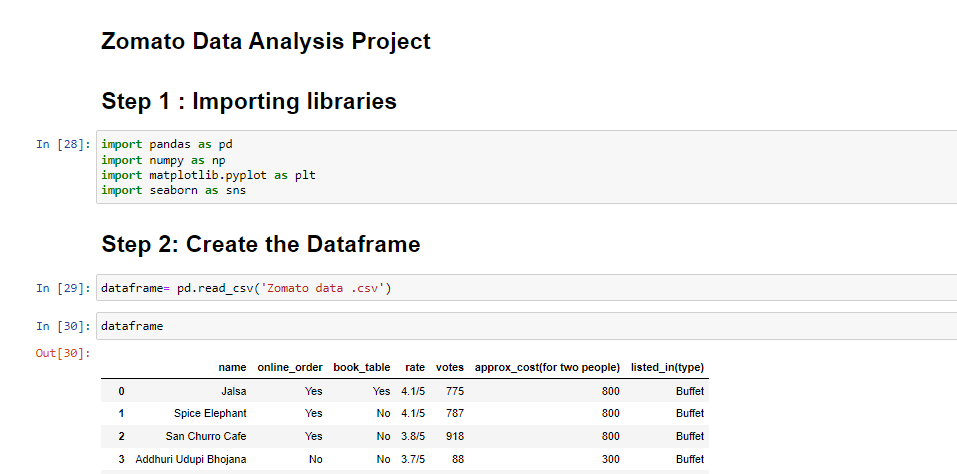 Zomato Data Analysis Project
Step 1 : Importing libraries
In [28]: import pandas as pd
import numpy as np
import matplotlib.pyplot as plt
import seaborn as sns
Step 2: Create the Dataframe
In [29]: dataframe= pd.read_csv('Zomato data .csv')
In [30]: dataframe
Out[30]:
name online_order book_table rate votes approx_cost(for two people) listed_in(type)
0 Jalsa Yes Yes 4.1/5 775 800 Buffet
1 Spice Elephant Yes No 4.1/5 787 800 Buffet
2 San Churro Cafe Yes No 3.8/5 918 800 Buffet
3 Addhuri Udupi Bhojana No No 3.7/5 88 300 Buffet